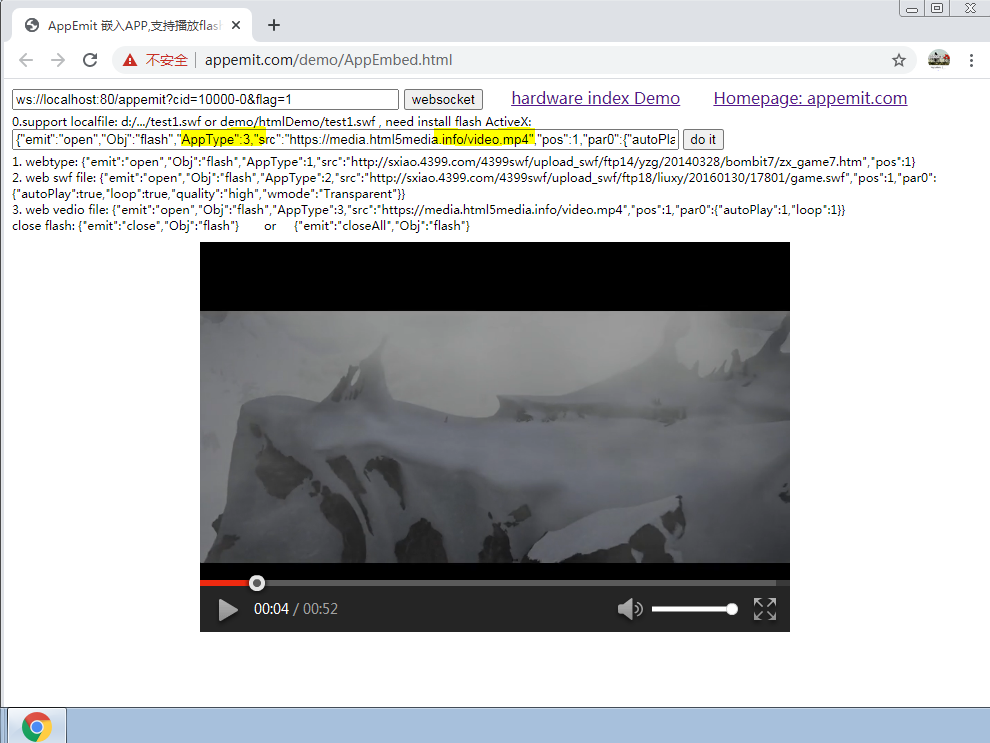 AppEmit 嵌入APP,支持播放flash
不安全 appemit.com/demo/AppEmbed.html
ws://localhost:80/appemit?cid=10000-0&flag=1 websocket hardware index Demo Homepage: appemit.com
0.support localfile: d:/.../test1.swf or demo/htmlDemo/test1.swf , need install flash ActiveX:
{"emit":"open","Obj":"flash","AppType":3,"src":"https://media.html5media.info/video.mp4","pos":1,"par0":{"autoPla do it
1. webtype: {"emit":"open","Obj":"flash","AppType":1,"src":"http://sxiao.4399.com/4399swf/upload_swf/ftp14/yzg/20140328/bombit7/zx_game7.htm","pos":1}
2. web swf file: {"emit":"open","Obj":"flash","AppType":2,"src":"http://sxiao.4399.com/4399swf/upload_swf/ftp18/liuxy/20160130/17801/game.swf","pos":1,"par0":
{"autoPlay":true,"loop":true,"quality":"high","wmode":"Transparent"}}
3. web vedio file: {"emit":"open","Obj":"flash","AppType":3,"src":"https://media.html5media.info/video.mp4","pos":1,"par0":{"autoPlay":1,"loop":1}}
close flash: {"emit":"close","Obj":"flash"} or {"emit":"closeAll","Obj":"flash"}
00:04 / 00:52